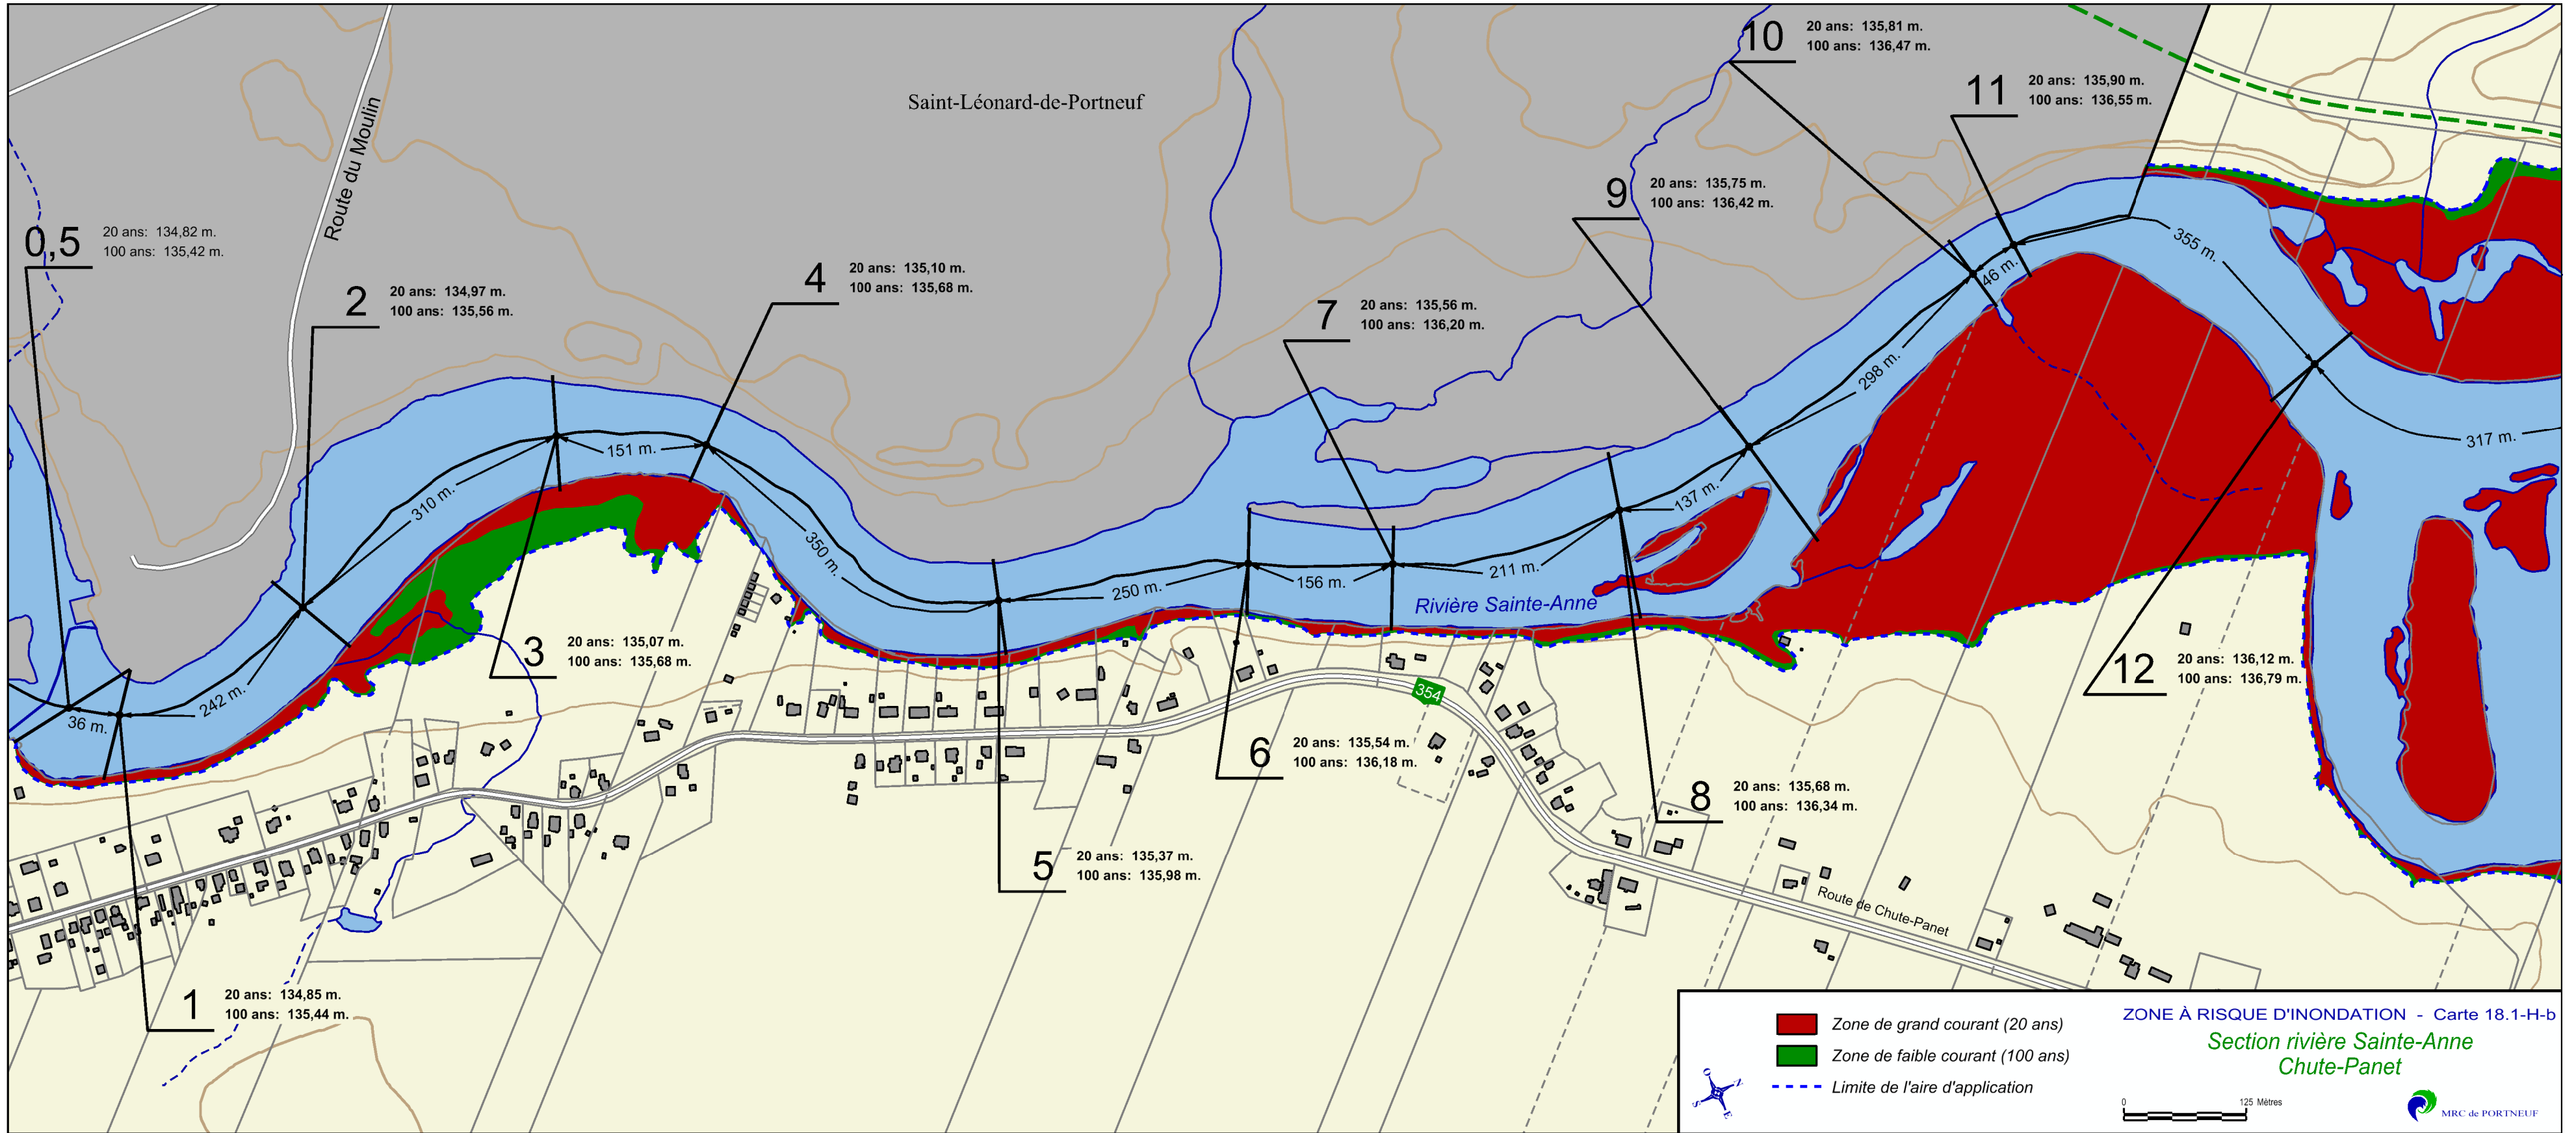 10
20 ans: 135,81 m.
100 ans: 136,47 m.
11
20 ans: 135,90 m.
100 ans: 136,55 m.
Saint-Léonard-de-Portneuf
Route du Moulin
9
20 ans: 135,75 m.
100 ans: 136,42 m.
0,5
20 ans: 134,82 m.
100 ans: 135,42 m.
2
20 ans: 134,97 m.
100 ans: 135,56 m.
4
20 ans: 135,10 m.
100 ans: 135,68 m.
7
20 ans: 135,56 m.
100 ans: 136,20 m.
355 m.
46 m.
298 m.
317 m.
151 m.
310 m.
350 m.
137 m.
211 m.
156 m.
250 m.
Rivière Sainte-Anne
242 m.
36 m.
3
20 ans: 135,07 m.
100 ans: 135,68 m.
12
20 ans: 136,12 m.
100 ans: 136,79 m.
354
6
20 ans: 135,54 m.
100 ans: 136,18 m.
8
20 ans: 135,68 m.
100 ans: 136,34 m.
5
20 ans: 135,37 m.
100 ans: 135,98 m.
Route de Chute-Panet
1
20 ans: 134,85 m.
100 ans: 135,44 m.
Zone de grand courant (20 ans)
Zone de faible courant (100 ans)
Limite de l'aire d'application
O
N
S
E
ZONE À RISQUE D'INONDATION - Carte 18.1-H-b
Section rivière Sainte-Anne
Chute-Panet
0 125 Mètres
MRC de PORTNEUF